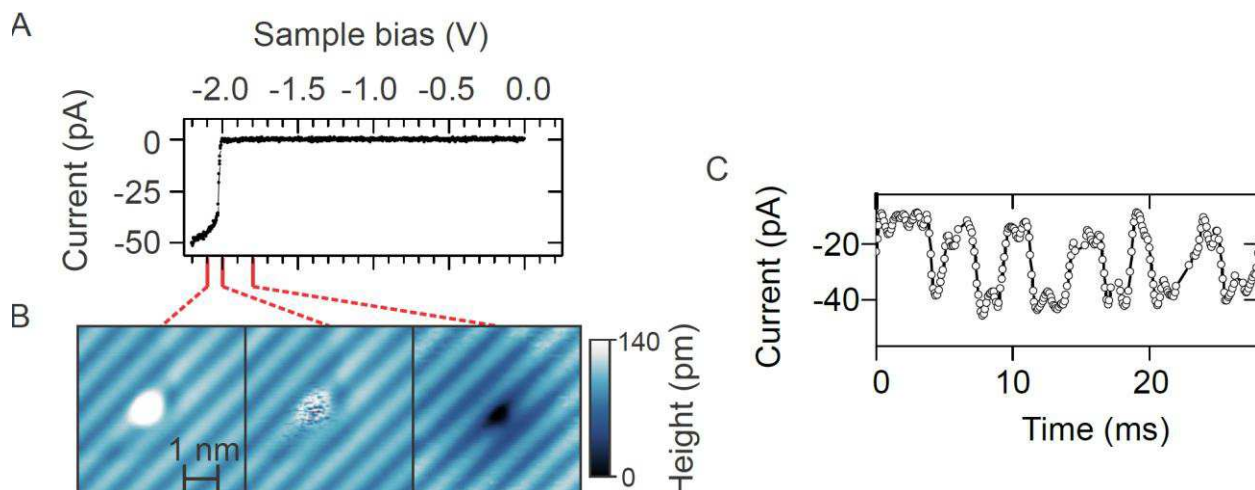 A
Sample bias (V)
-2.0 -1.5 -1.0 -0.5 0.0
Current (pA)
0
-25
-50
B
1 nm
140
0
Height (pm)
C
Current (pA)
-20
-40
0 10 20
Time (ms)